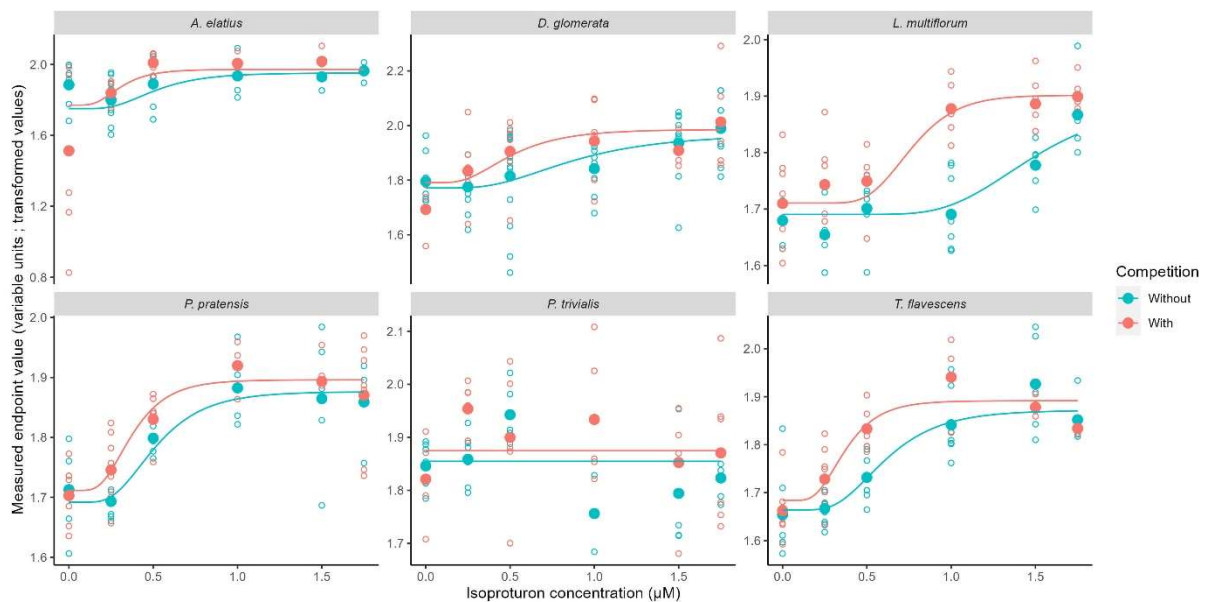 A. elatius
D. glomerata
L. multiflorum
2.0
1.6
1.2
0.8
2.2
2.0
1.8
1.6
2.0
1.9
1.8
1.7
1.6
P. pratensis
P. trivialis
T. flavescens
2.0
1.9
1.8
1.7
1.6
2.1
2.0
1.9
1.8
1.7
2.0
1.9
1.8
1.7
1.6
0.0 0.5 1.0 1.5
0.0 0.5 1.0 1.5
0.0 0.5 1.0 1.5
Isoproturon concentration (µM)
Measured endpoint value (variable units ; transformed values)
Competition
Without
With